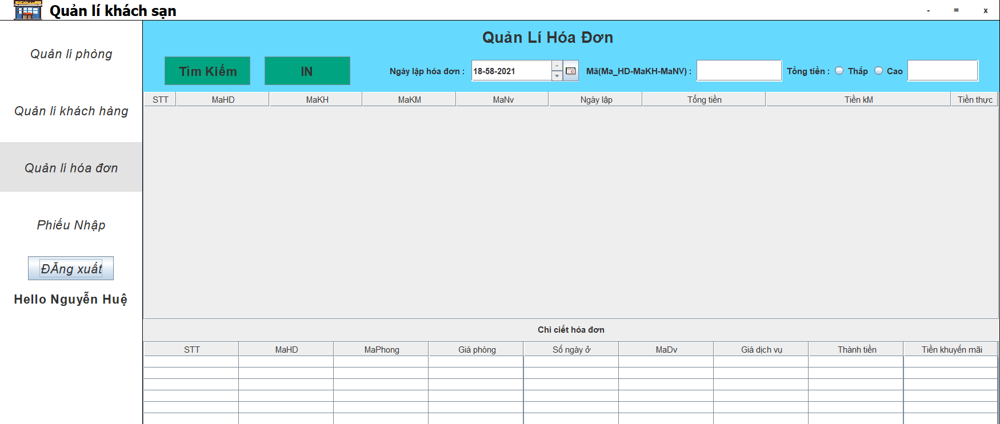 Quản lí khách sạn - = x
Quản lí phòng
Quản lí khách hàng
Quản lí hóa đơn
Phiếu Nhập
ĐĂng xuất
Hello Nguyễn Huệ
Quản Lí Hóa Đơn
Tìm Kiếm IN Ngày lập hóa đơn : 18-58-2021 Mã(Ma_HD-MaKH-MaNV) : Tổng tiền : Thấp Cao
STT MaHD MaKH MaKM MaNv Ngày lập Tổng tiền Tiền kM Tiền thực
Chi ciết hóa đơn
STT MaHD MaPhong Giá phòng Số ngày ở MaDv Giá dịch vụ Thành tiền Tiền khuyến mãi